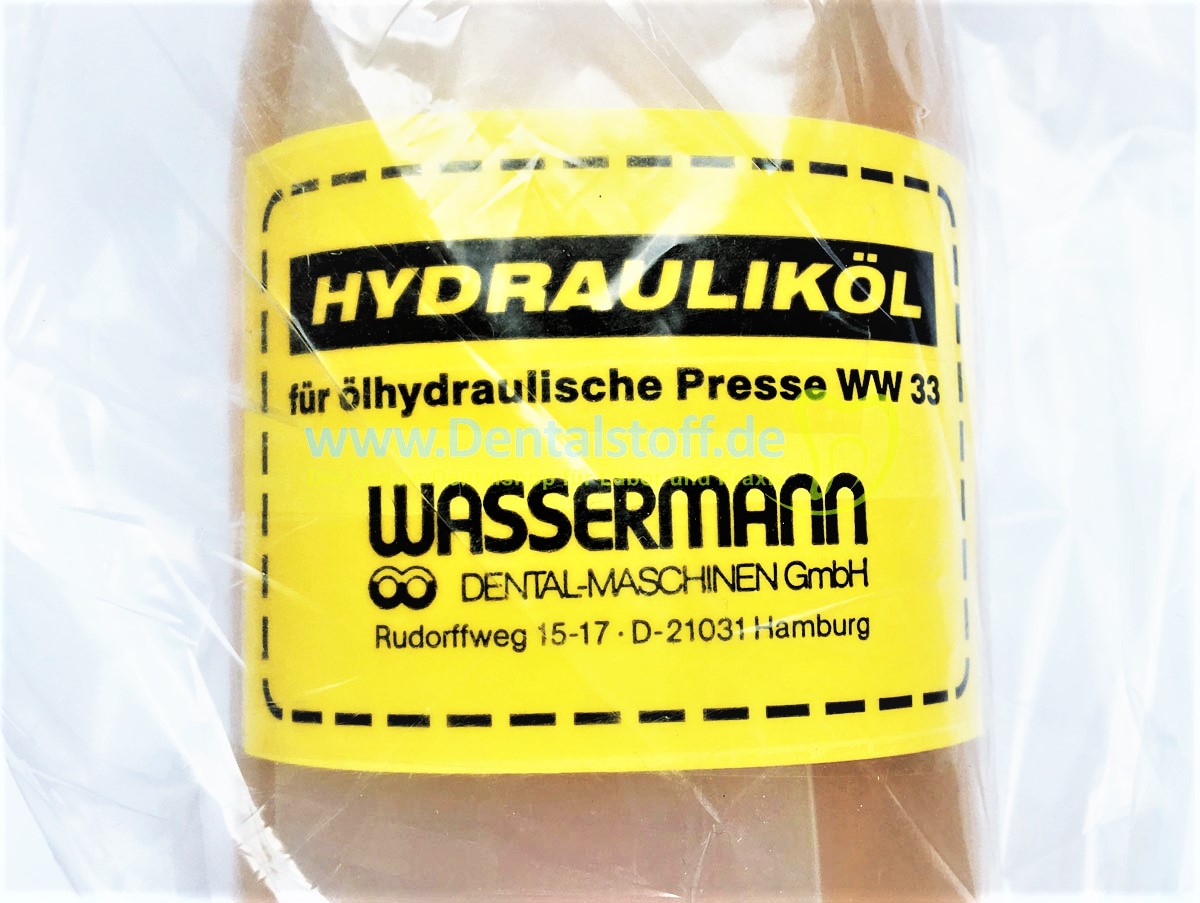 HYDRAULIKÖL
für ölhydraulische Presse WW 33
www.Dentalstoff.de
WASSERMANN
DENTAL-MASCHINEN GmbH
Rudorffweg 15-17 · D-21031 Hamburg